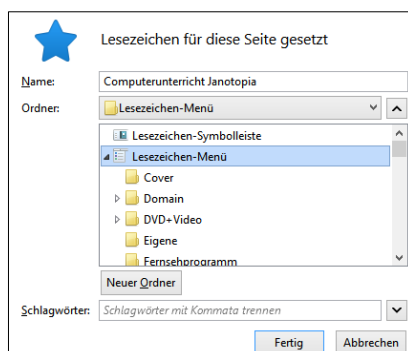 Lesezeichen für diese Seite gesetzt
Name: Computerunterricht Janotopia
Ordner: Lesezeichen-Menü
Lesezeichen-Symbolleiste
Lesezeichen-Menü
Cover
Domain
DVD+Video
Eigene
Fernsehprogramm
Neuer Ordner
Schlagwörter: Schlagwörter mit Kommata trennen
Fertig Abbrechen